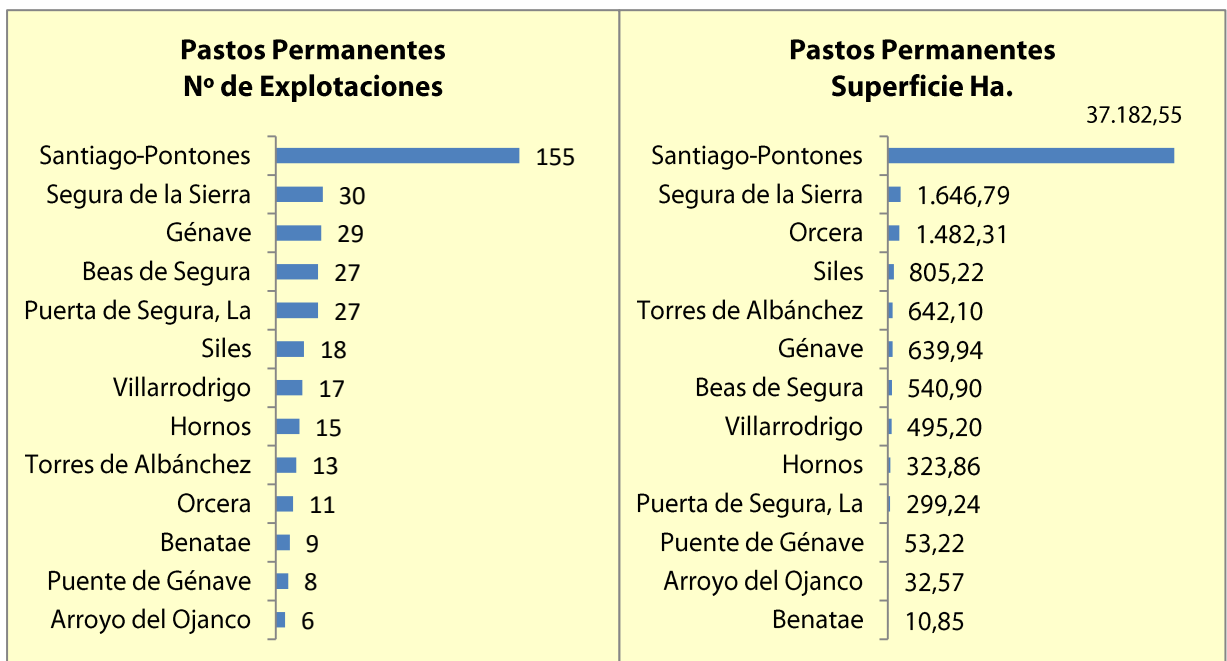 Pastos Permanentes
Nº de Explotaciones
Santiago-Pontones 155
Segura de la Sierra 30
Génave 29
Beas de Segura 27
Puerta de Segura, La 27
Siles 18
Villarrodrigo 17
Hornos 15
Torres de Albánchez 13
Orcera 11
Benatae 9
Puente de Génave 8
Arroyo del Ojanco 6
Pastos Permanentes
Superficie Ha.
37.182,55
Santiago-Pontones
Segura de la Sierra 1.646,79
Orcera 1.482,31
Siles 805,22
Torres de Albánchez 642,10
Génave 639,94
Beas de Segura 540,90
Villarrodrigo 495,20
Hornos 323,86
Puerta de Segura, La 299,24
Puente de Génave 53,22
Arroyo del Ojanco 32,57
Benatae 10,85